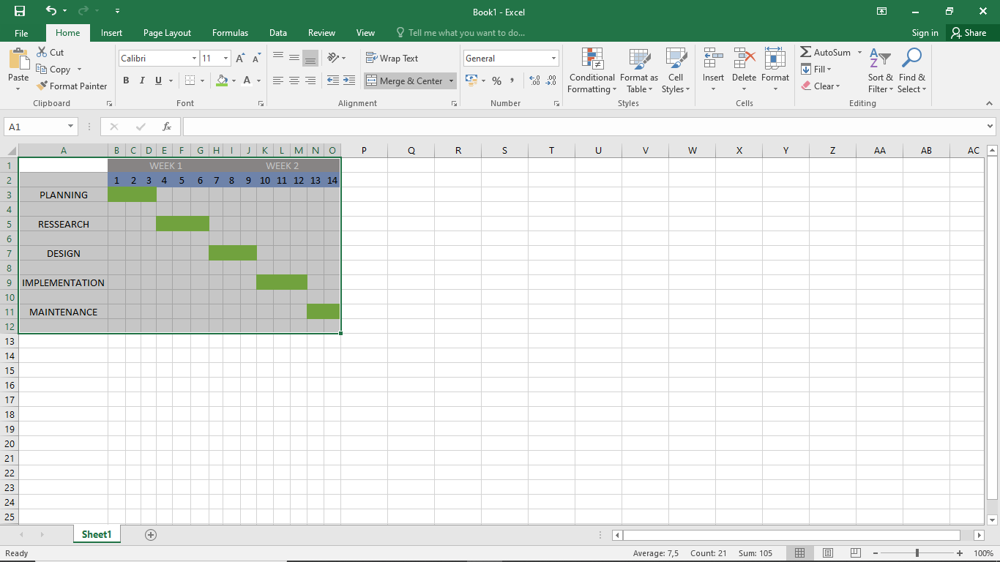 Book1 - Excel
File Home Insert Page Layout Formulas Data Review View Tell me what you want to do... Sign in Share
Paste
Cut
Copy
Format Painter
Clipboard
Calibri 11
B I U A
Font
Wrap Text
Merge & Center
Alignment
General
%
Number
Conditional Formatting
Format as Table
Cell Styles
Styles
Insert Delete Format
Cells
AutoSum
Fill
Clear
Sort & Filter
Find & Select
Editing
A1 fx
A B C D E F G H I J K L M N O P Q R S T U V W X Y Z AA AB AC
1 WEEK 1 WEEK 2
2 1 2 3 4 5 6 7 8 9 10 11 12 13 14
3 PLANNING
4
5 RESSEARCH
6
7 DESIGN
8
9 IMPLEMENTATION
10
11 MAINTENANCE
12
13
14
15
16
17
18
19
20
21
22
23
24
25
Sheet1
Ready Average: 7,5 Count: 21 Sum: 105 100%